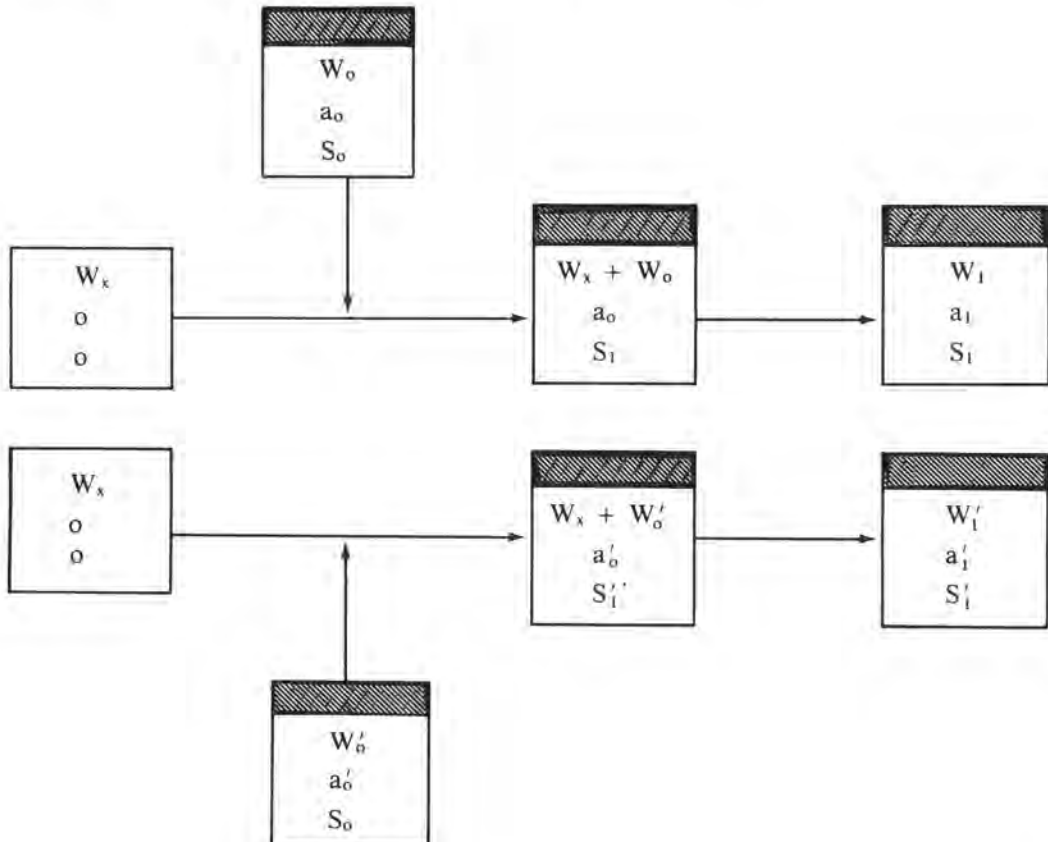 W₀
a₀
S₀
Wₓ
o
o
Wₓ + W₀
a₀
S₁
W₁
a₁
S₁
Wₓ
o
o
Wₓ + W₀′
a₀′
S₁′
W₁′
a₁′
S₁′
W₀′
a₀′
S₀